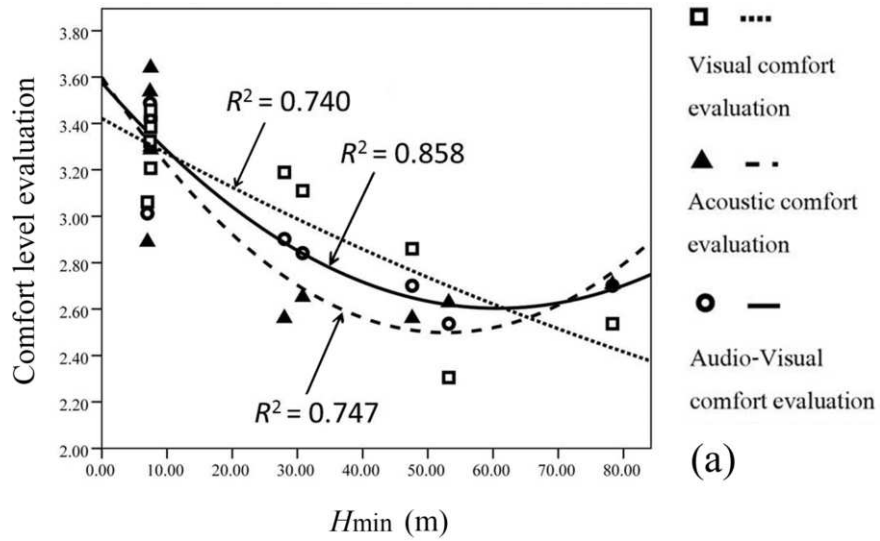 3.80
3.60
3.40
3.20
3.00
2.80
2.60
2.40
2.20
2.00
Comfort level evaluation
R² = 0.740
R² = 0.858
R² = 0.747
0.00 10.00 20.00 30.00 40.00 50.00 60.00 70.00 80.00
Hmin (m)
Visual comfort
evaluation
Acoustic comfort
evaluation
Audio-Visual
comfort evaluation
(a)